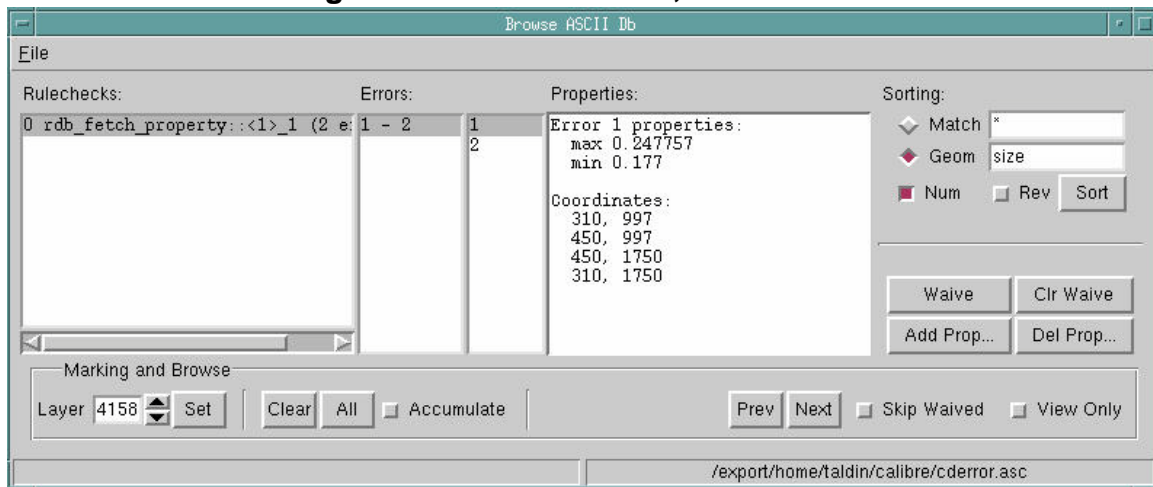 Browse ASCII Db
File
Rulechecks:
Errors:
Properties:
Sorting:
0 rdb_fetch_property::<1>_1 (2 e
1 - 2
1
2
Error 1 properties:
max 0.247757
min 0.177
Coordinates:
310, 997
450, 997
450, 1750
310, 1750
Match *
Geom size
Num Rev Sort
Waive Clr Waive
Add Prop... Del Prop...
Marking and Browse
Layer 4158 Set Clear All Accumulate Prev Next Skip Waived View Only
/export/home/taldin/calibre/cderror.asc